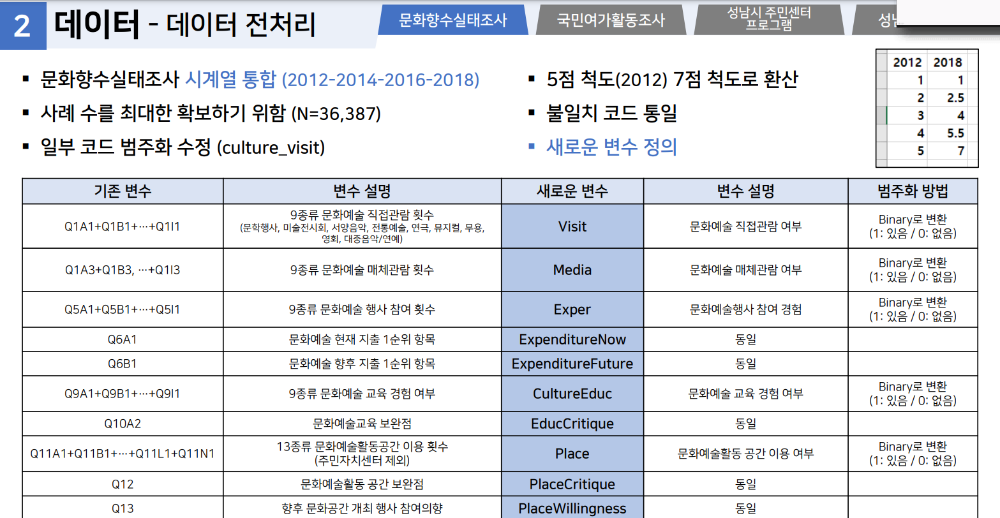 2 데이터 - 데이터 전처리
문화향수실태조사
국민여가활동조사
성남시 주민센터
프로그램
▪ 문화향수실태조사 시계열 통합 (2012-2014-2016-2018)
▪ 사례 수를 최대한 확보하기 위함 (N=36,387)
▪ 일부 코드 범주화 수정 (culture_visit)
▪ 5점 척도(2012) 7점 척도로 환산
▪ 불일치 코드 통일
▪ 새로운 변수 정의
2012 2018
1 1
2 2.5
3 4
4 5.5
5 7
기존 변수 변수 설명 새로운 변수 변수 설명 범주화 방법
Q1A1+Q1B1+···+Q1I1
9종류 문화예술 직접관람 횟수
(문학행사, 미술전시회, 서양음악, 전통예술, 연극, 뮤지컬, 무용,
영회, 대중음악/연예)
Visit
문화예술 직접관람 여부
Binary로 변환
(1: 있음 / 0: 없음)
Q1A3+Q1B3, ···+Q1I3
9종류 문화예술 매체관람 횟수
Media
문화예술 매체관람 여부
Binary로 변환
(1: 있음 / 0: 없음)
Q5A1+Q5B1+···+Q5I1
9종류 문화예술 행사 참여 횟수
Exper
문화예술행사 참여 경험
Binary로 변환
(1: 있음 / 0: 없음)
Q6A1 문화예술 현재 지출 1순위 항목 ExpenditureNow 동일
Q6B1 문화예술 향후 지출 1순위 항목 ExpenditureFuture 동일
Q9A1+Q9B1+···+Q9I1
9종류 문화예술 교육 경험 여부
CultureEduc
문화예술 교육 경험 여부
Binary로 변환
(1: 있음 / 0: 없음)
Q10A2 문화예술교육 보완점 EducCritique 동일
Q11A1+Q11B1+···+Q11L1+Q11N1
13종류 문화예술활동공간 이용 횟수
(주민자치센터 제외)
Place
문화예술활동 공간 이용 여부
Binary로 변환
(1: 있음 / 0: 없음)
Q12 문화예술활동 공간 보완점 PlaceCritique 동일
Q13 향후 문화공간 개최 행사 참여의향 PlaceWillingness 동일